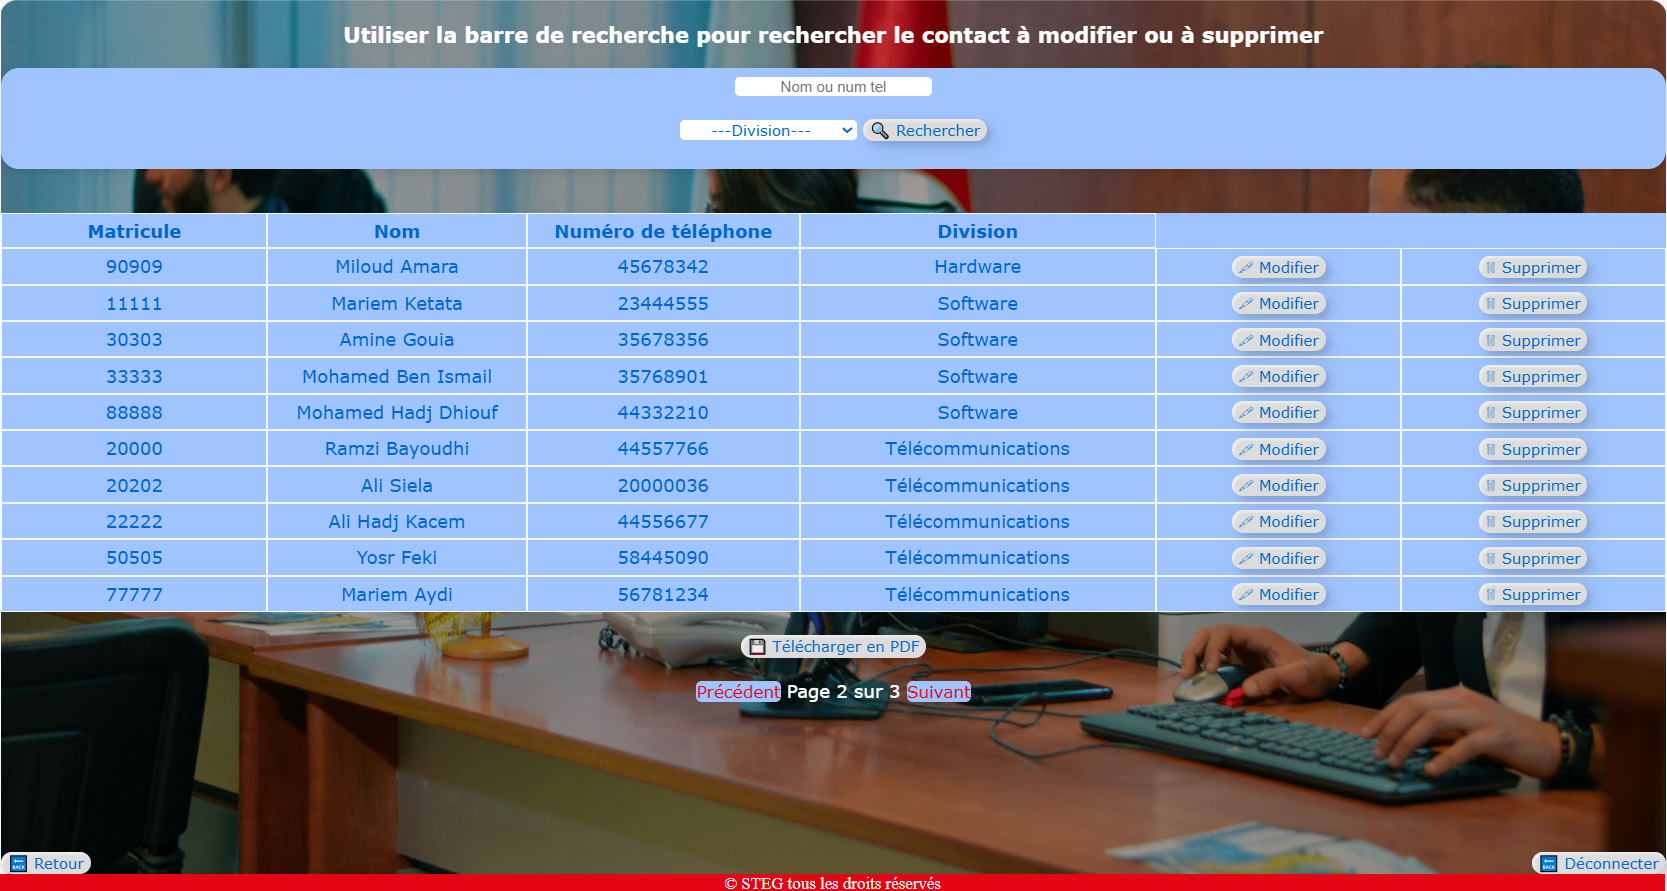 Utiliser la barre de recherche pour rechercher le contact à modifier ou à supprimer
Nom ou num tel
---Division--- 🔍 Rechercher
Matricule Nom Numéro de téléphone Division
90909 Miloud Amara 45678342 Hardware Modifier Supprimer
11111 Mariem Ketata 23444555 Software Modifier Supprimer
30303 Amine Gouia 35678356 Software Modifier Supprimer
33333 Mohamed Ben Ismail 35768901 Software Modifier Supprimer
88888 Mohamed Hadj Dhiouf 44332210 Software Modifier Supprimer
20000 Ramzi Bayoudhi 44557766 Télécommunications Modifier Supprimer
20202 Ali Siela 20000036 Télécommunications Modifier Supprimer
22222 Ali Hadj Kacem 44556677 Télécommunications Modifier Supprimer
50505 Yosr Feki 58445090 Télécommunications Modifier Supprimer
77777 Mariem Aydi 56781234 Télécommunications Modifier Supprimer
Télécharger en PDF
Précédent Page 2 sur 3 Suivant
BACK Retour BACK Déconnecter
© STEG tous les droits réservés